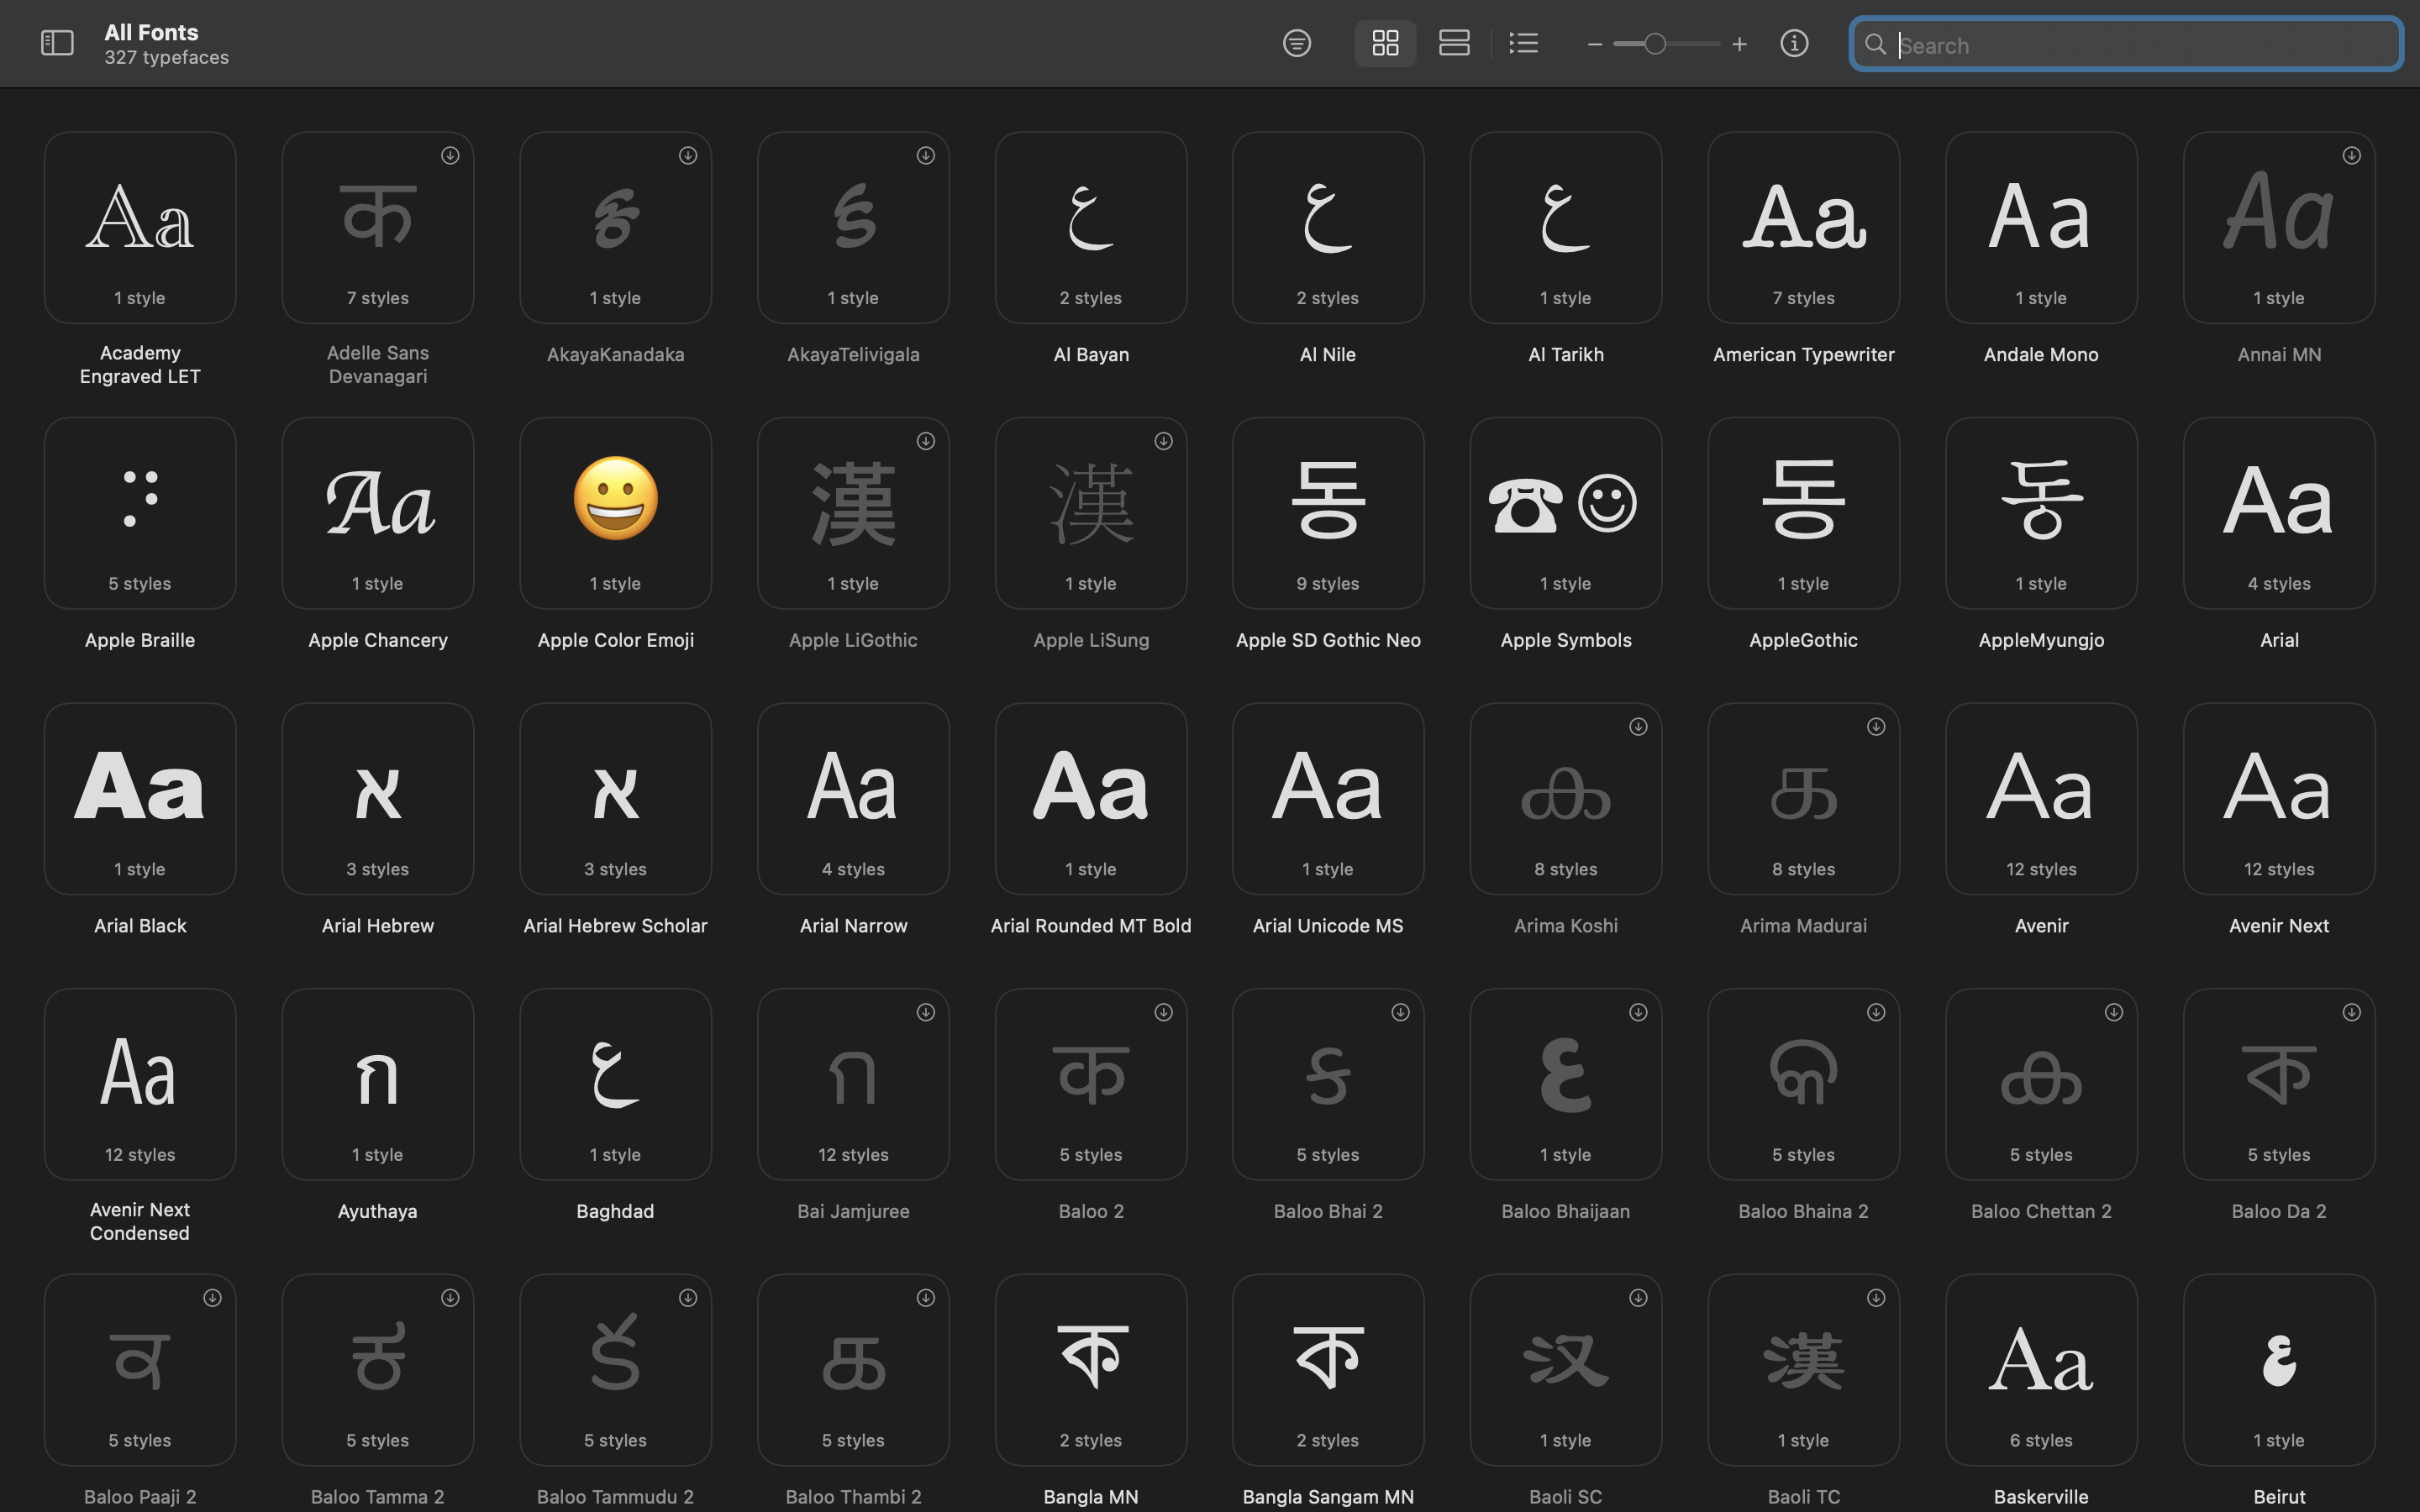 All Fonts
327 typefaces
Search
Aa
क
ಕ
క
ع
ع
ع
Aa
Aa
Aa
1 style
7 styles
1 style
1 style
2 styles
2 styles
1 style
7 styles
1 style
1 style
Academy
Engraved LET
Adelle Sans
Devanagari
AkayaKanadaka
AkayaTelivigala
Al Bayan
Al Nile
Al Tarikh
American Typewriter
Andale Mono
Annai MN
Aa
😀
漢
漢
동
☎☺
동
동
Aa
5 styles
1 style
1 style
1 style
1 style
9 styles
1 style
1 style
1 style
4 styles
Apple Braille
Apple Chancery
Apple Color Emoji
Apple LiGothic
Apple LiSung
Apple SD Gothic Neo
Apple Symbols
AppleGothic
AppleMyungjo
Arial
Aa
א
א
Aa
Aa
Aa
ക
க
Aa
Aa
1 style
3 styles
3 styles
4 styles
1 style
1 style
8 styles
8 styles
12 styles
12 styles
Arial Black
Arial Hebrew
Arial Hebrew Scholar
Arial Narrow
Arial Rounded MT Bold
Arial Unicode MS
Arima Koshi
Arima Madurai
Avenir
Avenir Next
Aa
ก
ع
ก
क
ક
ع
କ
ക
ক
12 styles
1 style
1 style
12 styles
5 styles
5 styles
1 style
5 styles
5 styles
5 styles
Avenir Next
Condensed
Ayuthaya
Baghdad
Bai Jamjuree
Baloo 2
Baloo Bhai 2
Baloo Bhaijaan
Baloo Bhaina 2
Baloo Chettan 2
Baloo Da 2
ਕ
ಕ
క
க
ক
ক
汉
漢
Aa
ع
5 styles
5 styles
5 styles
5 styles
2 styles
2 styles
1 style
1 style
6 styles
1 style
Baloo Paaji 2
Baloo Tamma 2
Baloo Tammudu 2
Baloo Thambi 2
Bangla MN
Bangla Sangam MN
Baoli SC
Baoli TC
Baskerville
Beirut